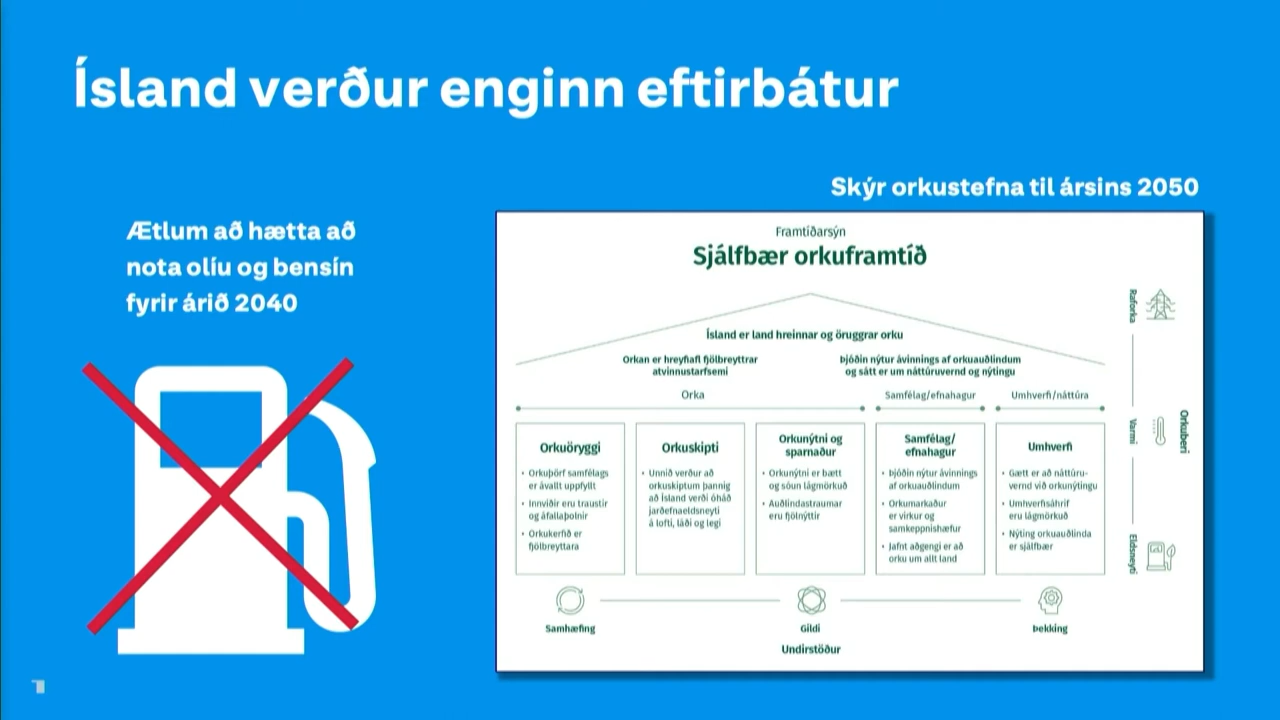 Ísland verður enginn eftirbátur
Skýr orkustefna til ársins 2050
Ætlum að hætta að
nota olíu og bensín
fyrir árið 2040
Framtíðarsýn
Sjálfbær orkuframtíð
Ísland er land hreinnar og öruggrar orku
Orkan er hreyfiafl fjölbreyttrar
atvinnustarfsemi
Þjóðin nýtur ávinnings af orkuauðlindum
og sátt er um náttúruvernd og nýtingu
Orka
Samfélag/efnahagur
Umhverfi/náttúra
Orkuöryggi
• Orkuþörf samfélags
er ávallt uppfyllt
• Innviðir eru traustir
og áfallaþolnir
• Orkukerfið er
fjölbreyttara
Orkuskipti
• Unnið verður að
orkuskiptum þannig
að Ísland verði óháð
jarðefnaeldsneyti
á lofti, láði og legi
Orkunýtni og
sparnaður
• Orkunýtni er bætt
og sóun lágmörkuð
• Auðlindastraumar
eru fjölnýttir
Samfélag/
efnahagur
• Þjóðin nýtur ávinnings
af orkuauðlindum
• Orkumarkaður
er virkur og
samkeppnishæfur
• Jafnt aðgengi er að
orku um allt land
Umhverfi
• Gætt er að náttúru-
vernd við orkunýtingu
• Umhverfisáhrif
eru lágmörkuð
• Nýting orkuauðlinda
er sjálfbær
Samhæfing
Gildi
Þekking
Undirstöður
Raforka
Varmi
Eldsneyti
Orkuberi